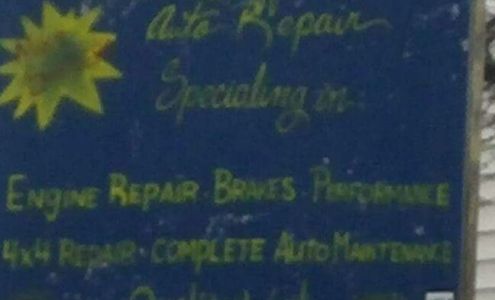 Auto Repair
Specializing in
ENGINE REPAIR · BRAKES · PERFORMANCE
4x4 REPAIR · COMPLETE AUTO MAINTENANCE